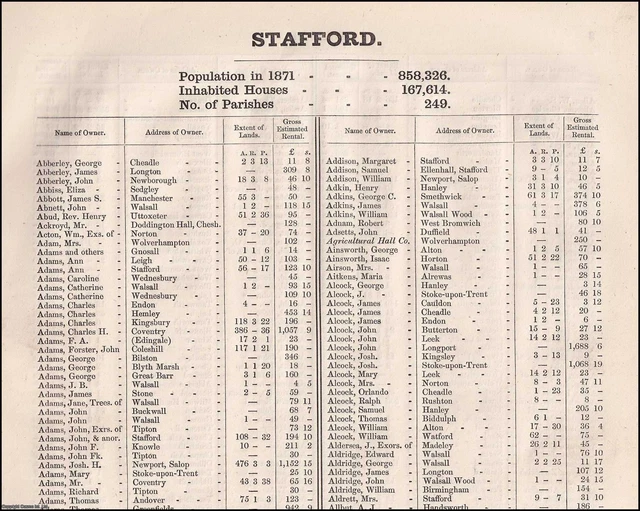 STAFFORD.
Population in 1871 - - 858,326.
Inhabited Houses - - 167,614.
No. of Parishes - - 249.
Name of Owner. Address of Owner. Extent of Lands. Gross Estimated Rental.
A. R. P. £ s.
Abberley, George - Cheadle - - 2 3 13 11 8
Abberley, James - Longton - - — 309 8
Abberley, John - Newborough - - 18 3 8 46 10
Abbiss, Eliza - - Sedgley - - — 48 -
Abbott, James S. - Manchester - - 55 3 - 50 -
Abnett, John - - Walsall - - 1 2 - 118 15
Abud, Rev. Henry - Uttoxeter - - 51 2 36 95 -
Ackroyd, Mr. - - Doddington Hall, Chesh. — 128 -
Acton, Wm., Exs. of - Norton - - 37 - 20 74 -
Adam, Mrs. - - Wolverhampton - — 102 -
Adams and others - Gnosall - - 1 1 6 14 -
Adams, Ann - - Leigh - - 50 - 12 103 -
Adams, Ann - - Stafford - - 56 - 17 123 10
Adams, Caroline - Wednesbury - - — 45 -
Adams, Catherine - Walsall - - 1 2 - 93 15
Adams, Catherine - Wednesbury - - — 109 10
Adams, Charles - Endon - - 4 - - 16 -
Adams, Charles - Hemley - - — 453 14
Adams, Charles - Kingsbury - - 118 3 22 196 -
Adams, Charles H. - Coventry - - 386 - 36 1,057 9
Adams, F. A. - - (Edingale) - - 17 2 1 23 -
Adams, Forster, John Coleshill - - 117 1 21 190 -
Adams, George - Bilston - - — 346 -
Adams, George - Blyth Marsh - - 1 1 20 18 -
Adams, George - Great Barr - - 3 1 6 160 -
Adams, J. B. - - Walsall - - 1 - - 4 5
Adams, James - - Stone - - 2 - 5 59 -
Adams, Jane, Trees. of Walsall - - — 79 11
Adams, John - - Buckwall - - — 68 7
Adams, John - - Walsall - - 1 - - 49 -
Adams, John, Exrs. of Tipton - - — 73 12
Adams, John, & anor. Stafford - - 108 - 32 194 10
Adams, John F. - Knowle - - 10 - - 211 2
Adams, John Fk. - Tipton - - — 30 -
Adams, Josh. H. - Newport, Salop - 476 3 3 1,152 15
Adams, Mary - - Stoke-upon-Trent - — 25 10
Adams, Mr. - - Coventry - - 43 3 38 65 16
Adams, Richard - Tipton - - — 30 -
Adams, Thomas - Andover - - 75 1 3 123 -
Adams, Thomas - Greenfields
Name of Owner. Address of Owner. Extent of Lands. Gross Estimated Rental.
A. R. P. £ s.
Addison, Margaret - Stafford - - 3 3 10 11 7
Addison, Samuel - Ellenhall, Stafford - 9 - 5 12 5
Addison, William - Newport, Salop - 3 1 4 10 -
Adkin, Henry - Hanley - - 31 3 10 46 5
Adkins, George C. - Smethwick - - 61 3 17 374 10
Adkins, James - Walsall - - 4 - - 378 6
Adkins, William - Walsall Wood - 1 2 - 106 5
Adnam, Robert - West Bromwich - — 80 10
Adsetts, John - Duffield - - 48 1 1 41 -
Agricultural Hall Co. Wolverhampton - — 250 -
Ainsworth, George - Alton - - 1 2 5 57 10
Ainsworth, Isaac - Horton - - 51 2 22 70 -
Airson, Mrs. - - Walsall - - 1 - - 65 -
Aitkens, Maria - Alrewas - - 1 - - 28 15
Alcock, George - Hanley - - — 3 14
Alcock, J. - - Stoke-upon-Trent - — 46 18
Alcock, James - Cauldon - - 5 - 23 3 12
Alcock, James - Cheadle - - 4 2 12 20 -
Alcock, James - Endon - - 1 2 - 6 -
Alcock, John - - Butterton - - 15 - 9 27 12
Alcock, John - - Leek - - 14 2 12 23 -
Alcock, John - - Longport - - — 1,688 6
Alcock, Josh. - - Kingsley - - 3 - 13 9 -
Alcock, Josh. - - Stoke-upon-Trent - — 1,068 19
Alcock, Mary - - Leek - - 14 2 12 23 -
Alcock, Mrs. - - Norton - - 8 - 3 47 11
Alcock, Orlando - Cheadle - - 1 - 23 35 -
Alcock, Ralph - Rushton - - 8 - - 8 -
Alcock, Samuel - Hanley - - — 205 10
Alcock, Thomas - Biddulph - - 6 1 - 12 -
Alcock, William - Alton - - 17 - 30 36 4
Alcock, William - Watford - - 62 - - 75 -
Aldersea, J., Exors. of Madeley - - 26 2 11 45 -
Aldridge, Edward - Walsall - - 1 - - 76 10
Aldridge, George - Walsall - - 2 2 25 11 17
Aldridge, James - Longton - - — 107 12
Aldridge, John - Walsall Wood - 1 - - 24 15
Aldridge, William - Birmingham - — 154 -
Aldrett, Mrs. - Stafford - - 9 - 7 31 10
Allbut, A. J. - Handsworth - — 186 -